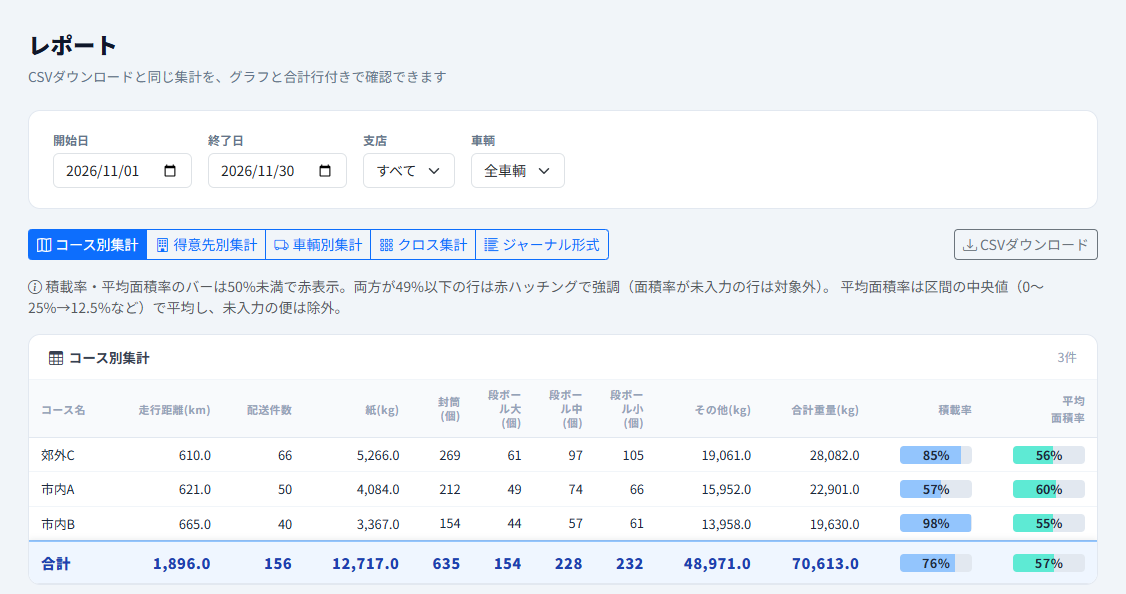 レポート
CSVダウンロードと同じ集計を、グラフと合計行付きで確認できます
開始日 終了日 支店 車輌
2026/11/01 2026/11/30 すべて 全車輌
コース別集計 得意先別集計 車輌別集計 クロス集計 ジャーナル形式 CSVダウンロード
積載率・平均面積率のバーは50%未満で赤表示。両方が49%以下の行は赤ハッチングで強調（面積率が未入力の行は対象外）。 平均面積率は区間の中央値（0〜
25%→12.5%など）で平均し、未入力の便は除外。
コース別集計 3件
コース名 走行距離(km) 配送件数 紙(kg) 封筒(個) 段ボール大(個) 段ボール中(個) 段ボール小(個) その他(kg) 合計重量(kg) 積載率 平均面積率
郊外C 610.0 66 5,266.0 269 61 97 105 19,061.0 28,082.0 85% 56%
市内A 621.0 50 4,084.0 212 49 74 66 15,952.0 22,901.0 57% 60%
市内B 665.0 40 3,367.0 154 44 57 61 13,958.0 19,630.0 98% 55%
合計 1,896.0 156 12,717.0 635 154 228 232 48,971.0 70,613.0 76% 57%